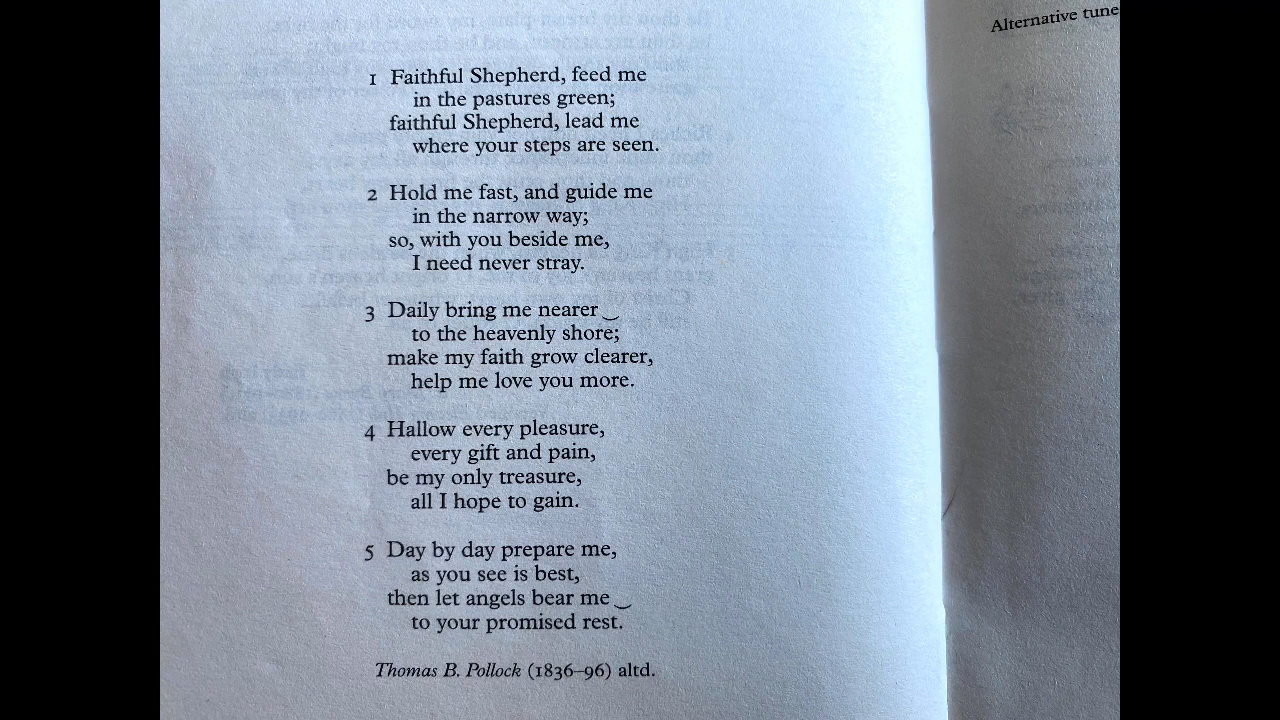 Alternative tune
1 Faithful Shepherd, feed me
in the pastures green;
faithful Shepherd, lead me
where your steps are seen.
2 Hold me fast, and guide me
in the narrow way;
so, with you beside me,
I need never stray.
3 Daily bring me nearer‿
to the heavenly shore;
make my faith grow clearer,
help me love you more.
4 Hallow every pleasure,
every gift and pain,
be my only treasure,
all I hope to gain.
5 Day by day prepare me,
as you see is best,
then let angels bear me‿
to your promised rest.
Thomas B. Pollock (1836–96) altd.